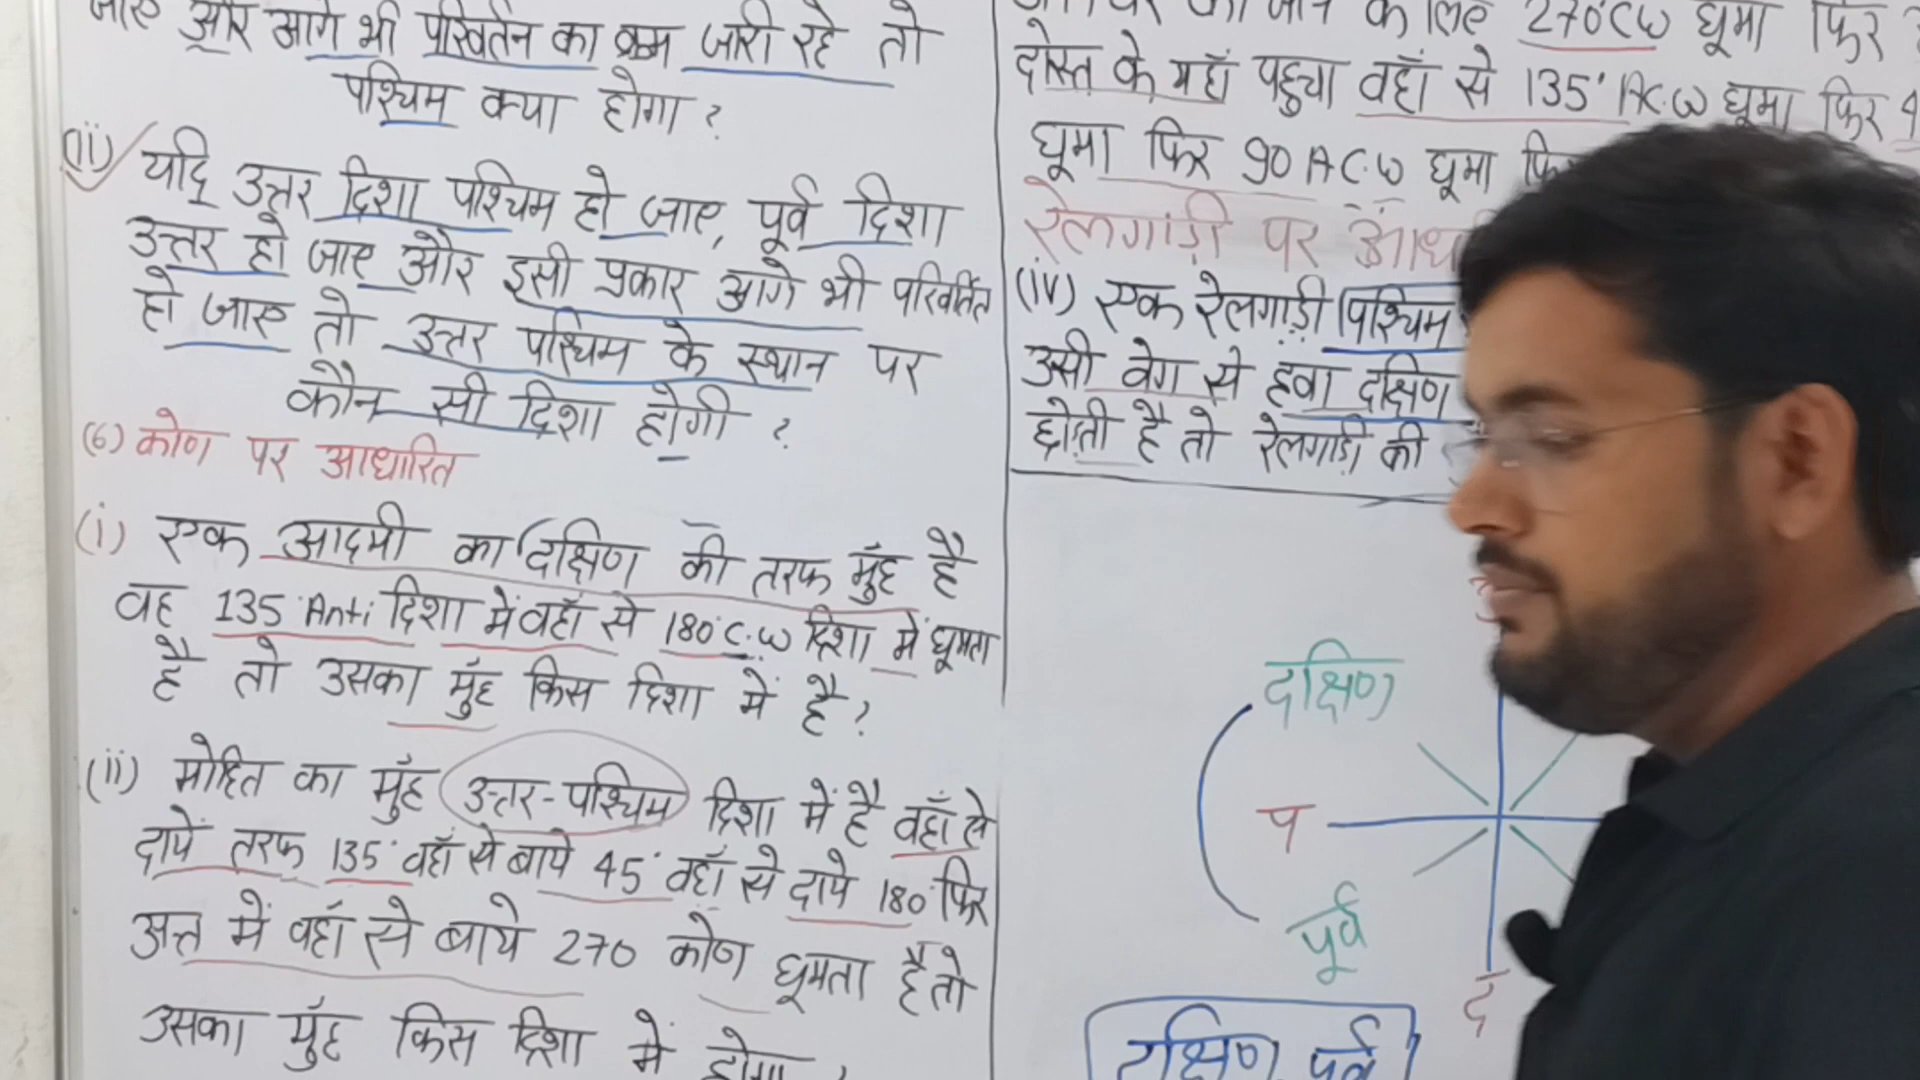 जाए और आगे भी परिवर्तन का क्रम जारी रहे तो
पश्चिम क्या होगा ?
(ii) यदि उत्तर दिशा पश्चिम हो जाए, पूर्व दिशा
उत्तर हो जाए और इसी प्रकार आगे भी परिवर्तित
हो जाए तो उत्तर पश्चिम के स्थान पर
कौन सी दिशा होगी ?
(6) कोण पर आधारित
(i) एक आदमी का दक्षिण की तरफ मुँह है
वह 135° Anti दिशा में वहाँ से 180° C.W दिशा में घूमता
है तो उसका मुँह किस दिशा में है?
(ii) मोहित का मुँह उत्तर-पश्चिम दिशा में है वहाँ से
दायें तरफ 135° वहाँ से बाये 45° वहाँ से दाये 180° फिर
अन्त में वहाँ से बाये 270 कोण घूमता है तो
उसका मुँह किस दिशा में होगा ?
के लिए 270°CW घूमा फिर
दोस्त के यहाँ पहुचा वहाँ से 135° A.C.W घूमा फिर
घूमा फिर 90 A.C.W घूमा
रेलगाड़ी पर
(iv) एक रेलगाड़ी पश्चिम
उसी वेग से हवा दक्षिण
छोती है तो रेलगाड़ी की
दक्षिण
प
पूर्व
द
दक्षिण पूर्व